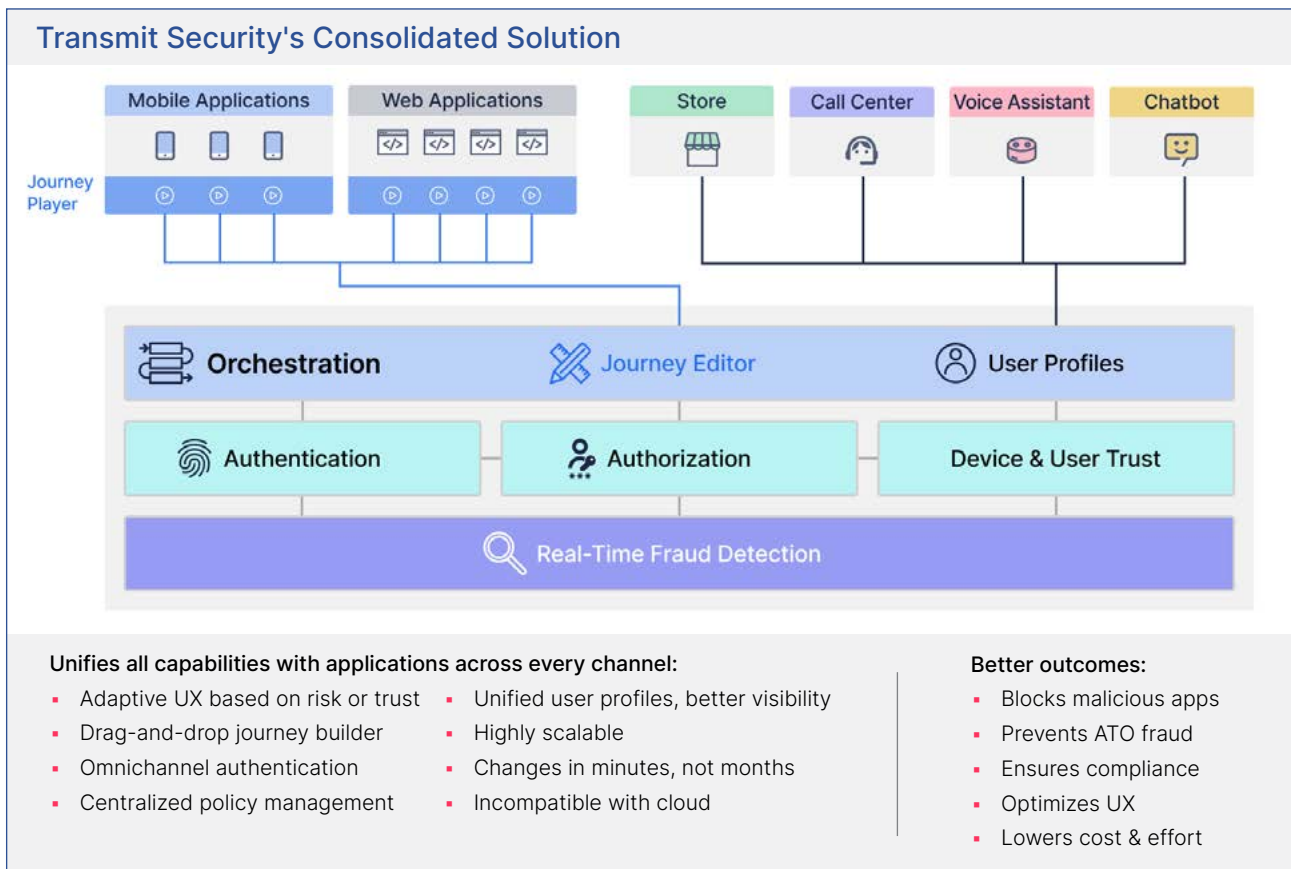 Transmit Security's Consolidated Solution
Mobile Applications
Web Applications
Store
Call Center
Voice Assistant
Chatbot
</>
</>
</>
</>
Journey
Player
Orchestration
Journey Editor
User Profiles
Authentication
Authorization
Device & User Trust
Real-Time Fraud Detection
Unifies all capabilities with applications across every channel:
Adaptive UX based on risk or trust
Drag-and-drop journey builder
Omnichannel authentication
Centralized policy management
Unified user profiles, better visibility
Highly scalable
Changes in minutes, not months
Incompatible with cloud
Better outcomes:
Blocks malicious apps
Prevents ATO fraud
Ensures compliance
Optimizes UX
Lowers cost & effort